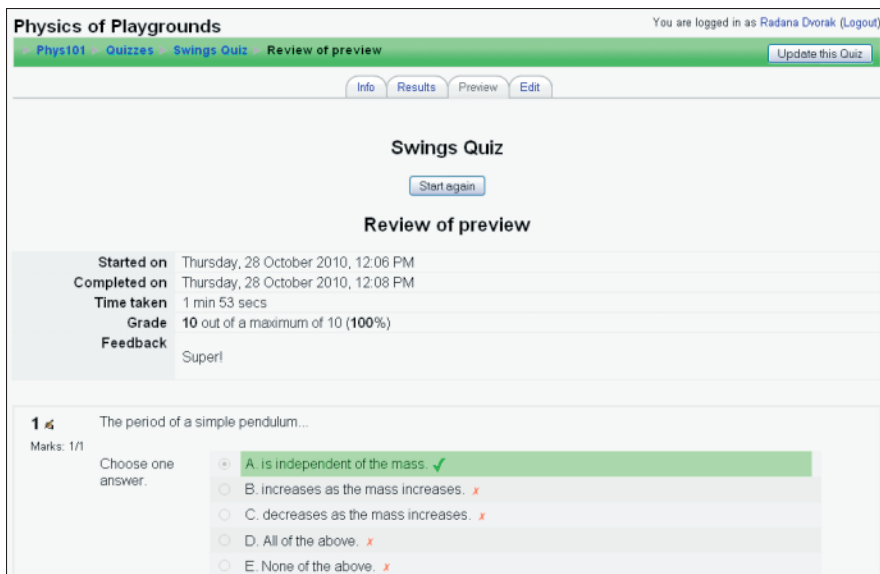 Physics of Playgrounds
You are logged in as Radana Dvorak (Logout)
Phys101 Quizzes Swings Quiz Review of preview
Update this Quiz
Info Results Preview Edit
Swings Quiz
Start again
Review of preview
Started on Thursday, 28 October 2010, 12:06 PM
Completed on Thursday, 28 October 2010, 12:08 PM
Time taken 1 min 53 secs
Grade 10 out of a maximum of 10 (100%)
Feedback
Super!
1 The period of a simple pendulum...
Marks: 1/1
Choose one answer.
A. is independent of the mass. ✓
B. increases as the mass increases. x
C. decreases as the mass increases. x
D. All of the above. x
E. None of the above. x